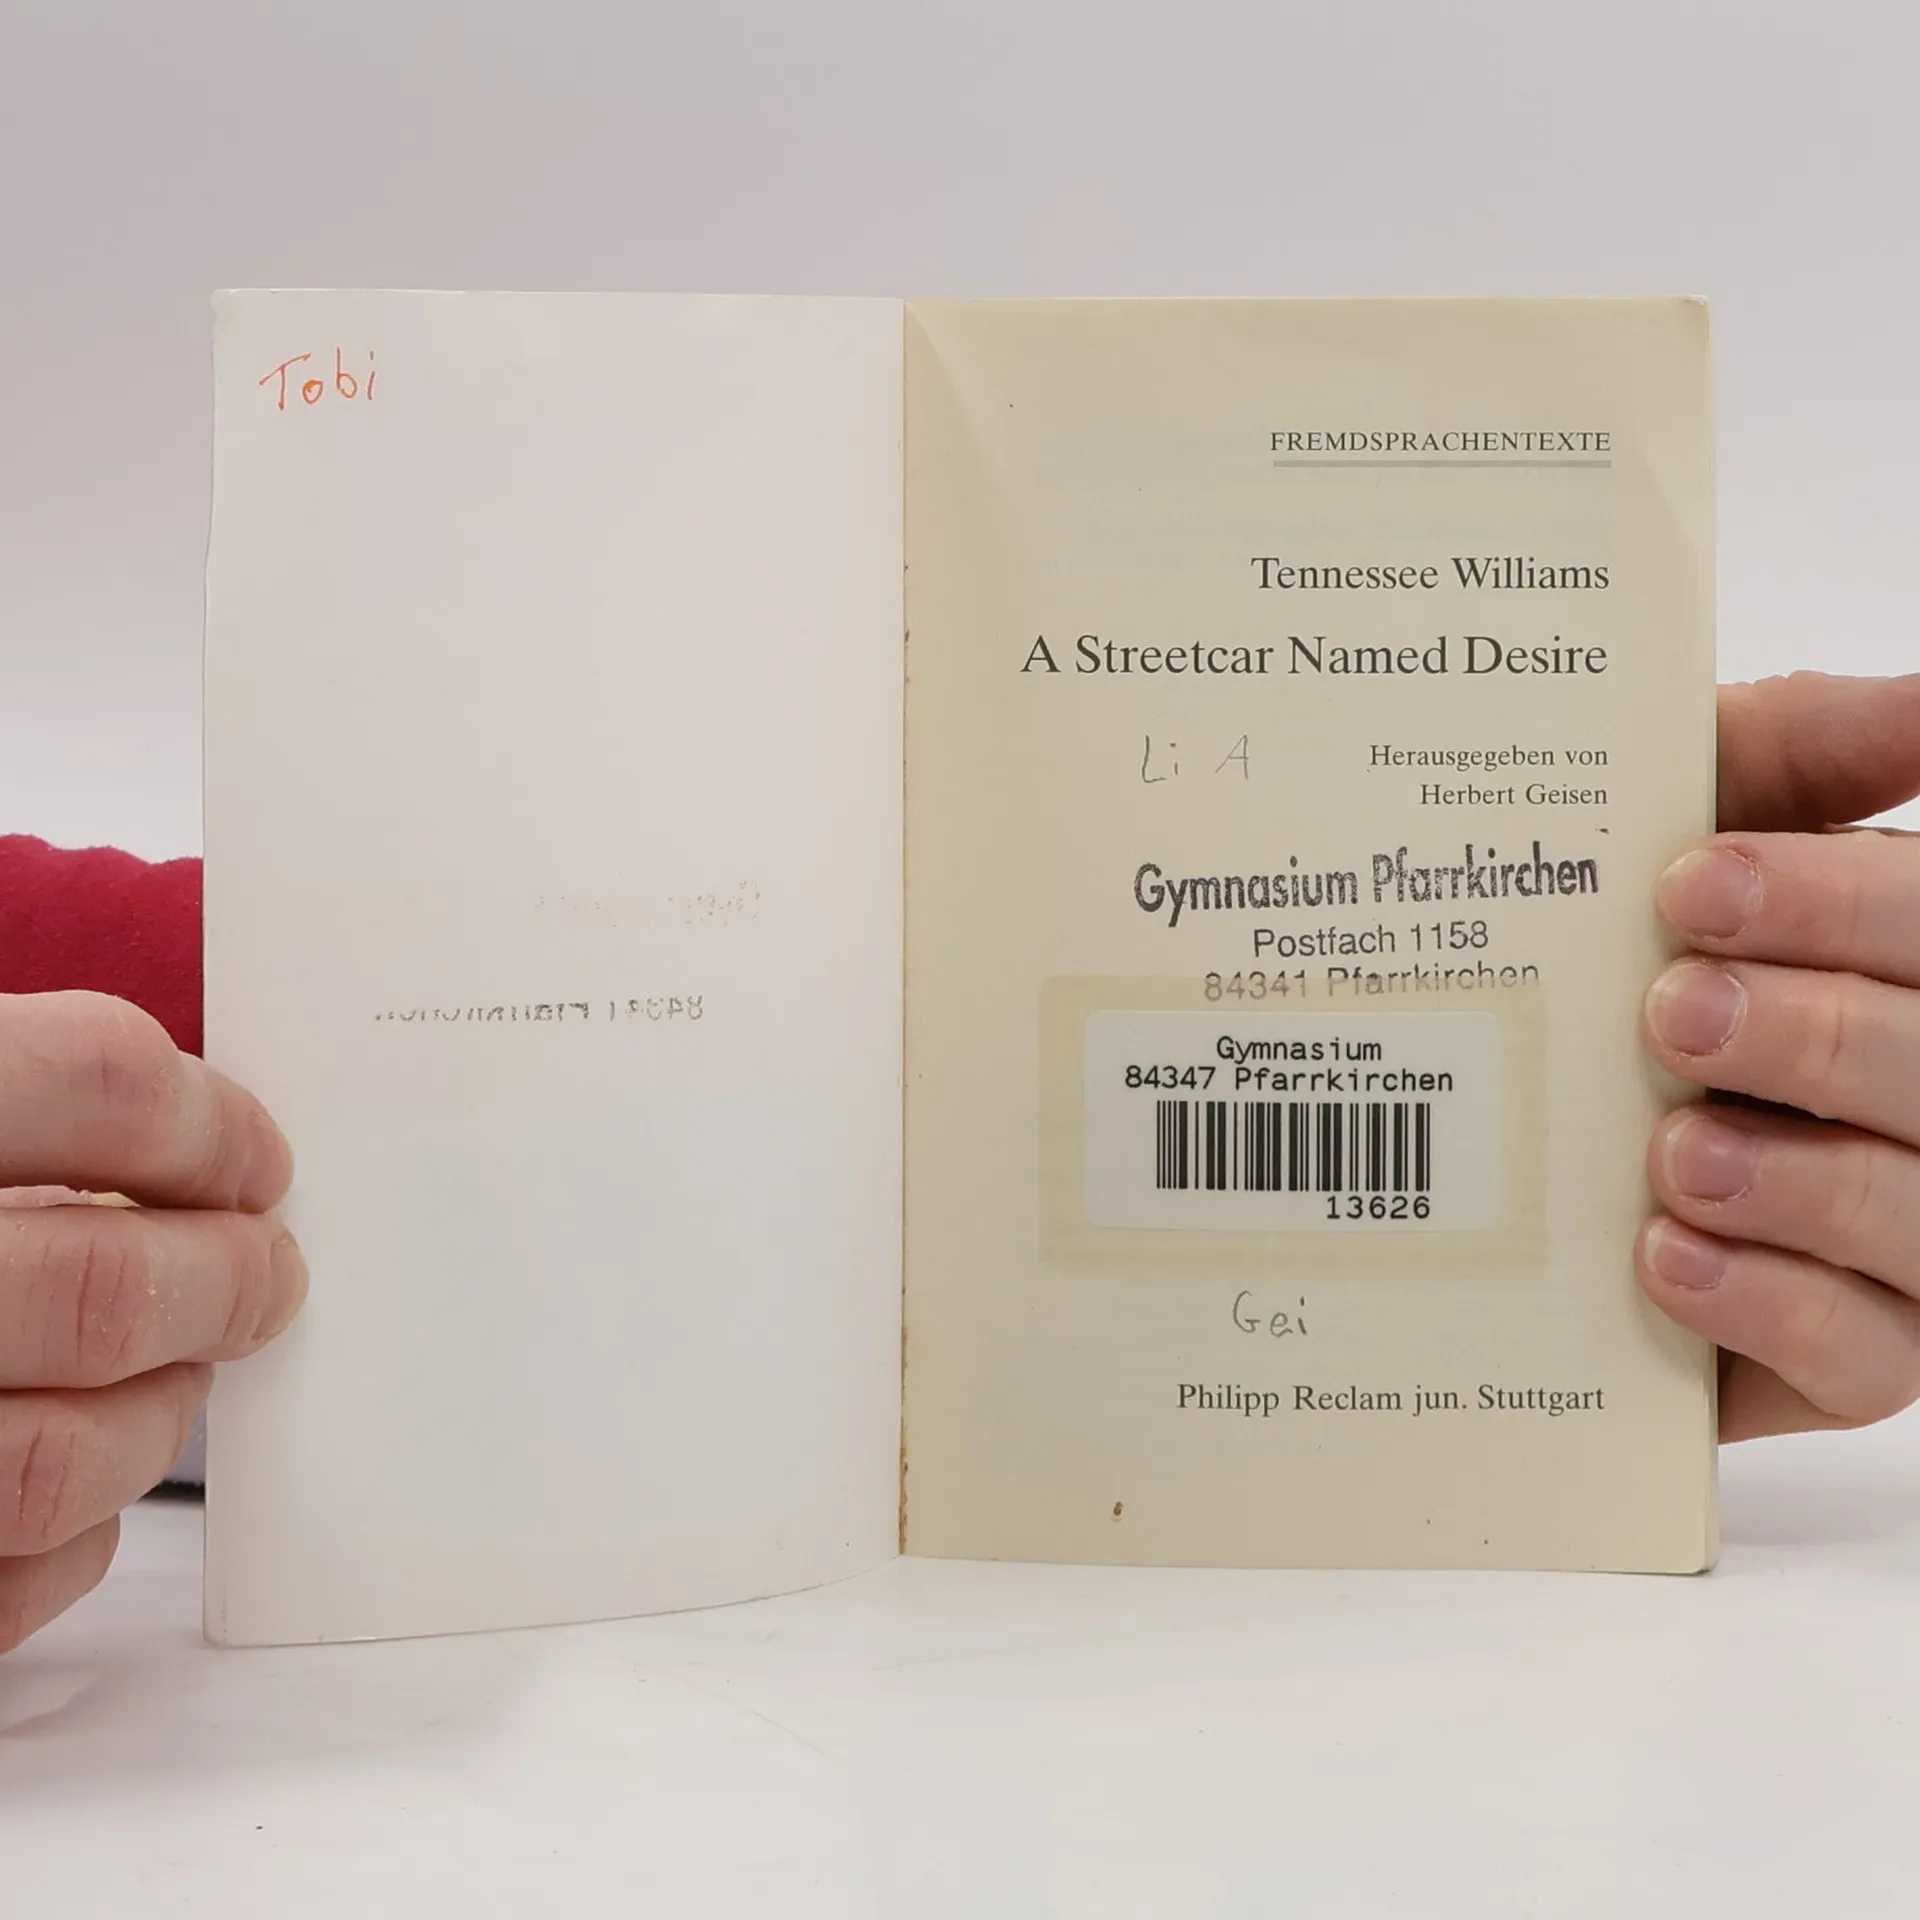 Tobi
FREMDSPRACHENTEXTE
Tennessee Williams
A Streetcar Named Desire
Li A
Herausgegeben von
Herbert Geisen
Gymnasium Pfarrkirchen
Postfach 1158
84341 Pfarrkirchen
Gymnasium
84347 Pfarrkirchen
13626
Gei
Philipp Reclam jun. Stuttgart